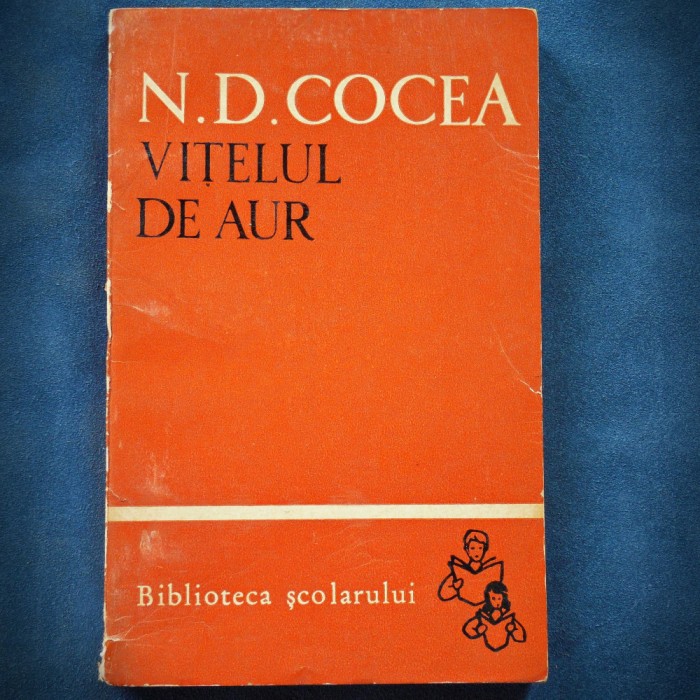 N.D.COCEA
VIȚELUL
DE AUR
Biblioteca școlarului